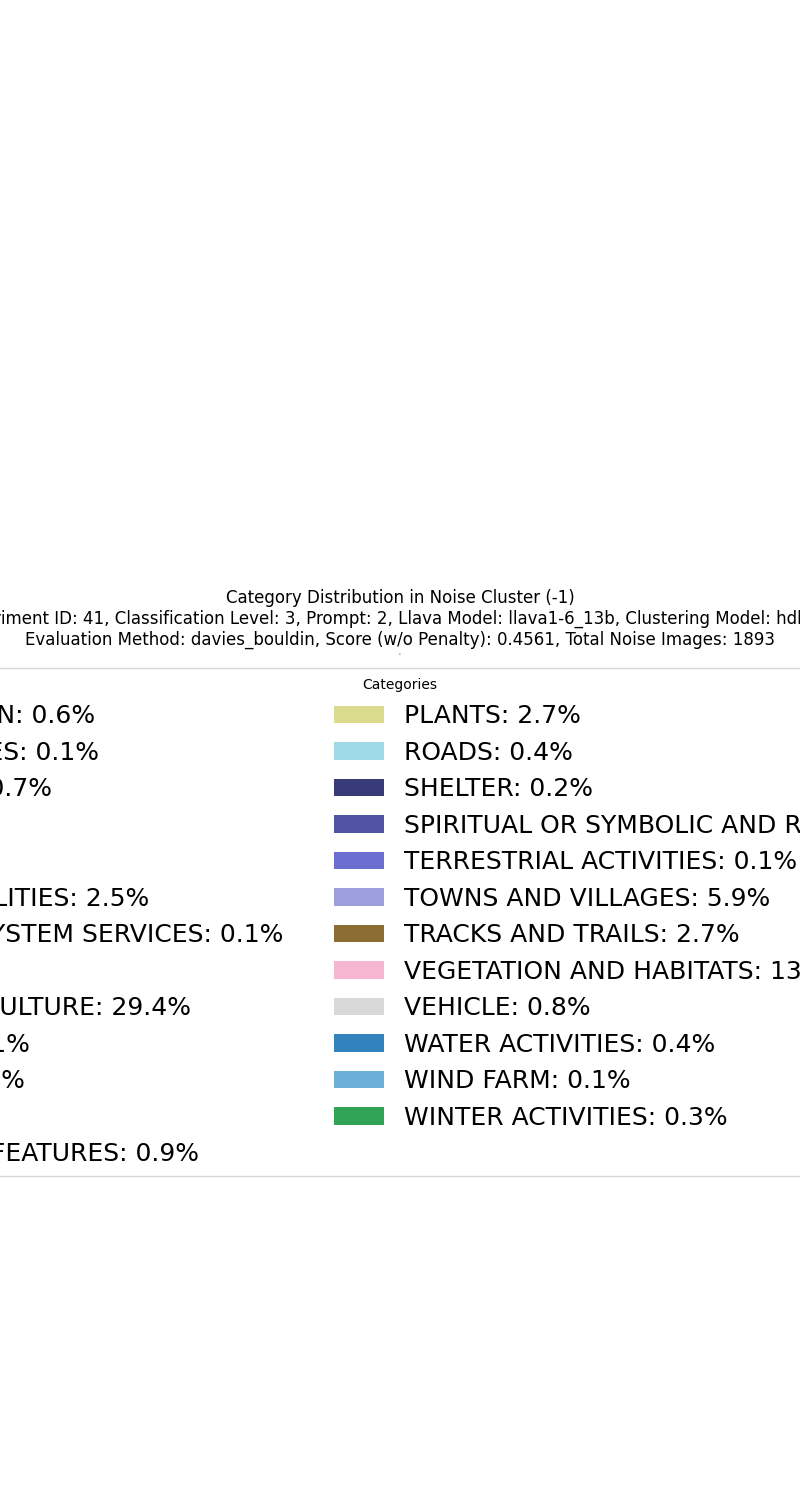 Category Distribution in Noise Cluster (-1)
riment ID: 41, Classification Level: 3, Prompt: 2, Llava Model: llava1-6_13b, Clustering Model: hdb
Evaluation Method: davies_bouldin, Score (w/o Penalty): 0.4561, Total Noise Images: 1893
Categories
N: 0.6%
ES: 0.1%
0.7%
LITIES: 2.5%
YSTEM SERVICES: 0.1%
ULTURE: 29.4%
1%
%
FEATURES: 0.9%
PLANTS: 2.7%
ROADS: 0.4%
SHELTER: 0.2%
SPIRITUAL OR SYMBOLIC AND R
TERRESTRIAL ACTIVITIES: 0.1%
TOWNS AND VILLAGES: 5.9%
TRACKS AND TRAILS: 2.7%
VEGETATION AND HABITATS: 13
VEHICLE: 0.8%
WATER ACTIVITIES: 0.4%
WIND FARM: 0.1%
WINTER ACTIVITIES: 0.3%